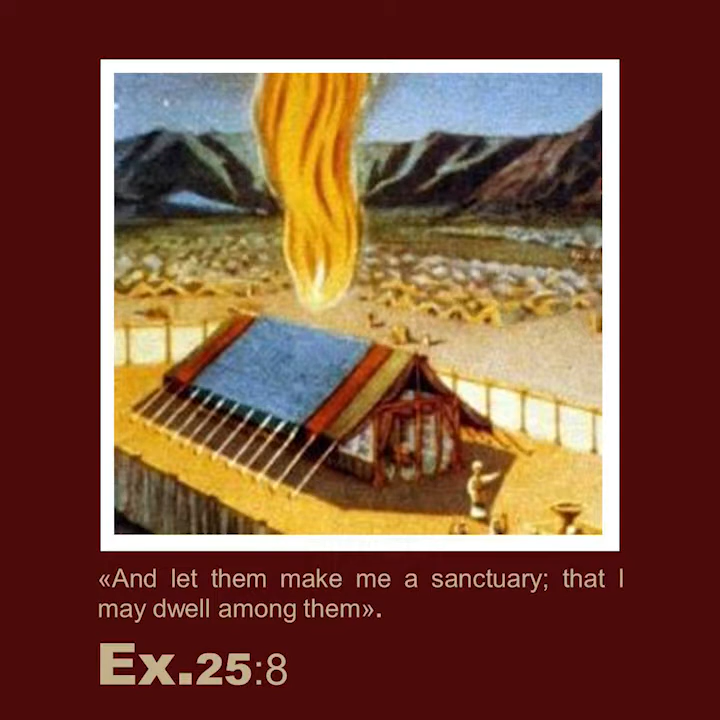 «And let them make me a sanctuary; that I
may dwell among them».
Ex.25:8